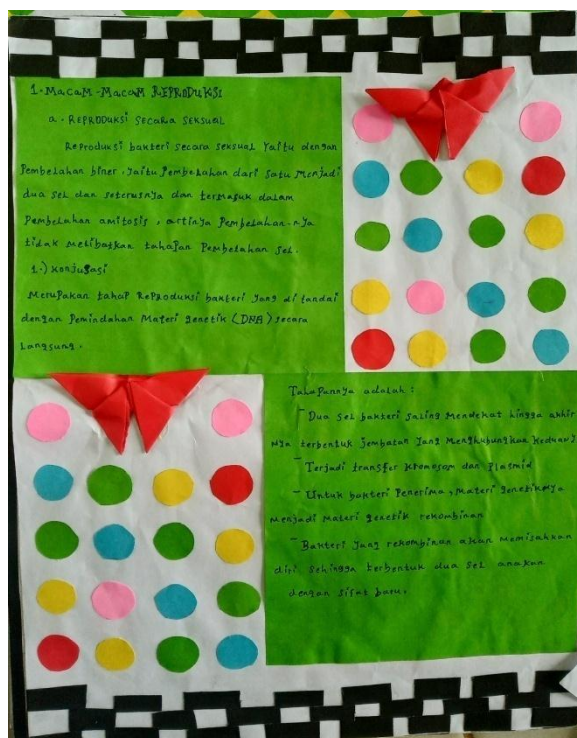 1. Macam-Macam REPRODUKSI
a. REPRODUKSI SECARA SEKSUAL
Reproduksi bakteri secara seksual yaitu dengan
Pembelahan biner, yaitu Pembelahan dari satu menjadi
dua sel dan seterusnya dan termasuk dalam
Pembelahan amitosis, artinya Pembelahan-nya
tidak melibatkan tahapan Pembelahan sel.
1.) Konjugasi
Merupakan tahap Reproduksi bakteri yang di tandai
dengan Pemindahan Materi genetik (DNA) secara
Langsung.
Tahapannya adalah:
- Dua sel bakteri saling Mendekat hingga akhir
nya terbentuk jembatan yang menghubungkan keduany
- Terjadi transfer kromosom dan Plasmid
- Untuk bakteri Penerima, Materi genetiknya
menjadi materi genetik rekombinan
- Bakteri yang rekombinan akan memisahkan
diri sehingga terbentuk dua sel anakan
dengan sifat baru.